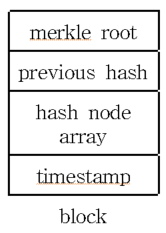 merkle root
previous hash
hash node
array
timestamp
block